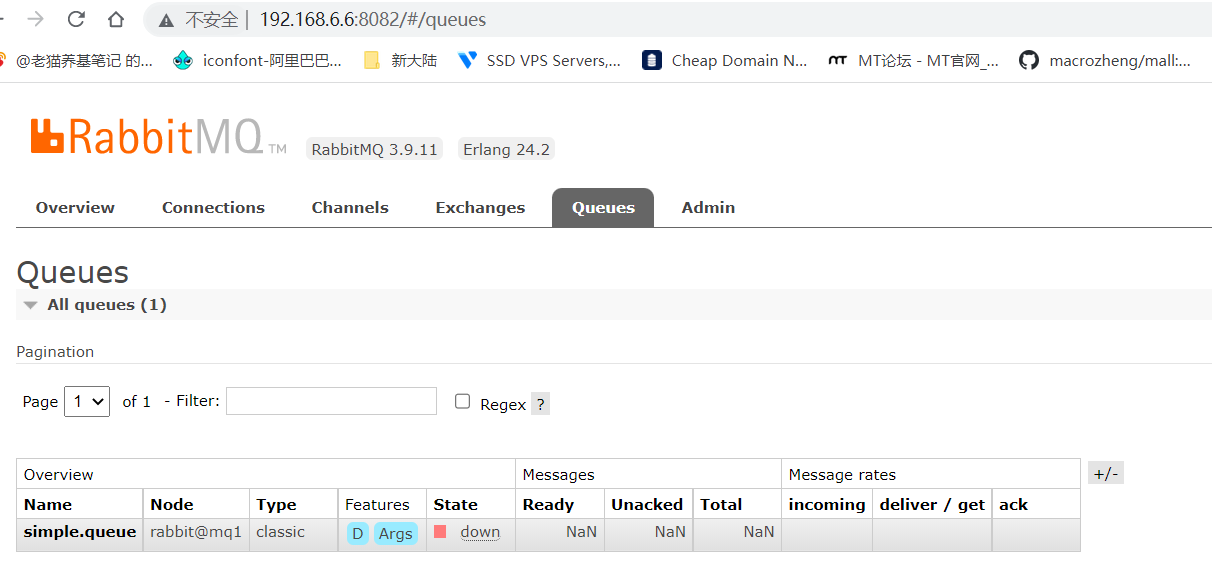 不安全 | 192.168.6.6:8082/#/queues
@老猫养基笔记 的... iconfont-阿里巴巴... 新大陆 SSD VPS Servers,... Cheap Domain N... MT论坛 - MT官网_... macrozheng/mall:...
RabbitMQ TM RabbitMQ 3.9.11 Erlang 24.2
Overview Connections Channels Exchanges Queues Admin
Queues
All queues (1)
Pagination
Page 1 of 1 - Filter: Regex ?
Overview Messages Message rates +/-
Name Node Type Features State Ready Unacked Total incoming deliver / get ack
simple.queue rabbit@mq1 classic D Args down NaN NaN NaN